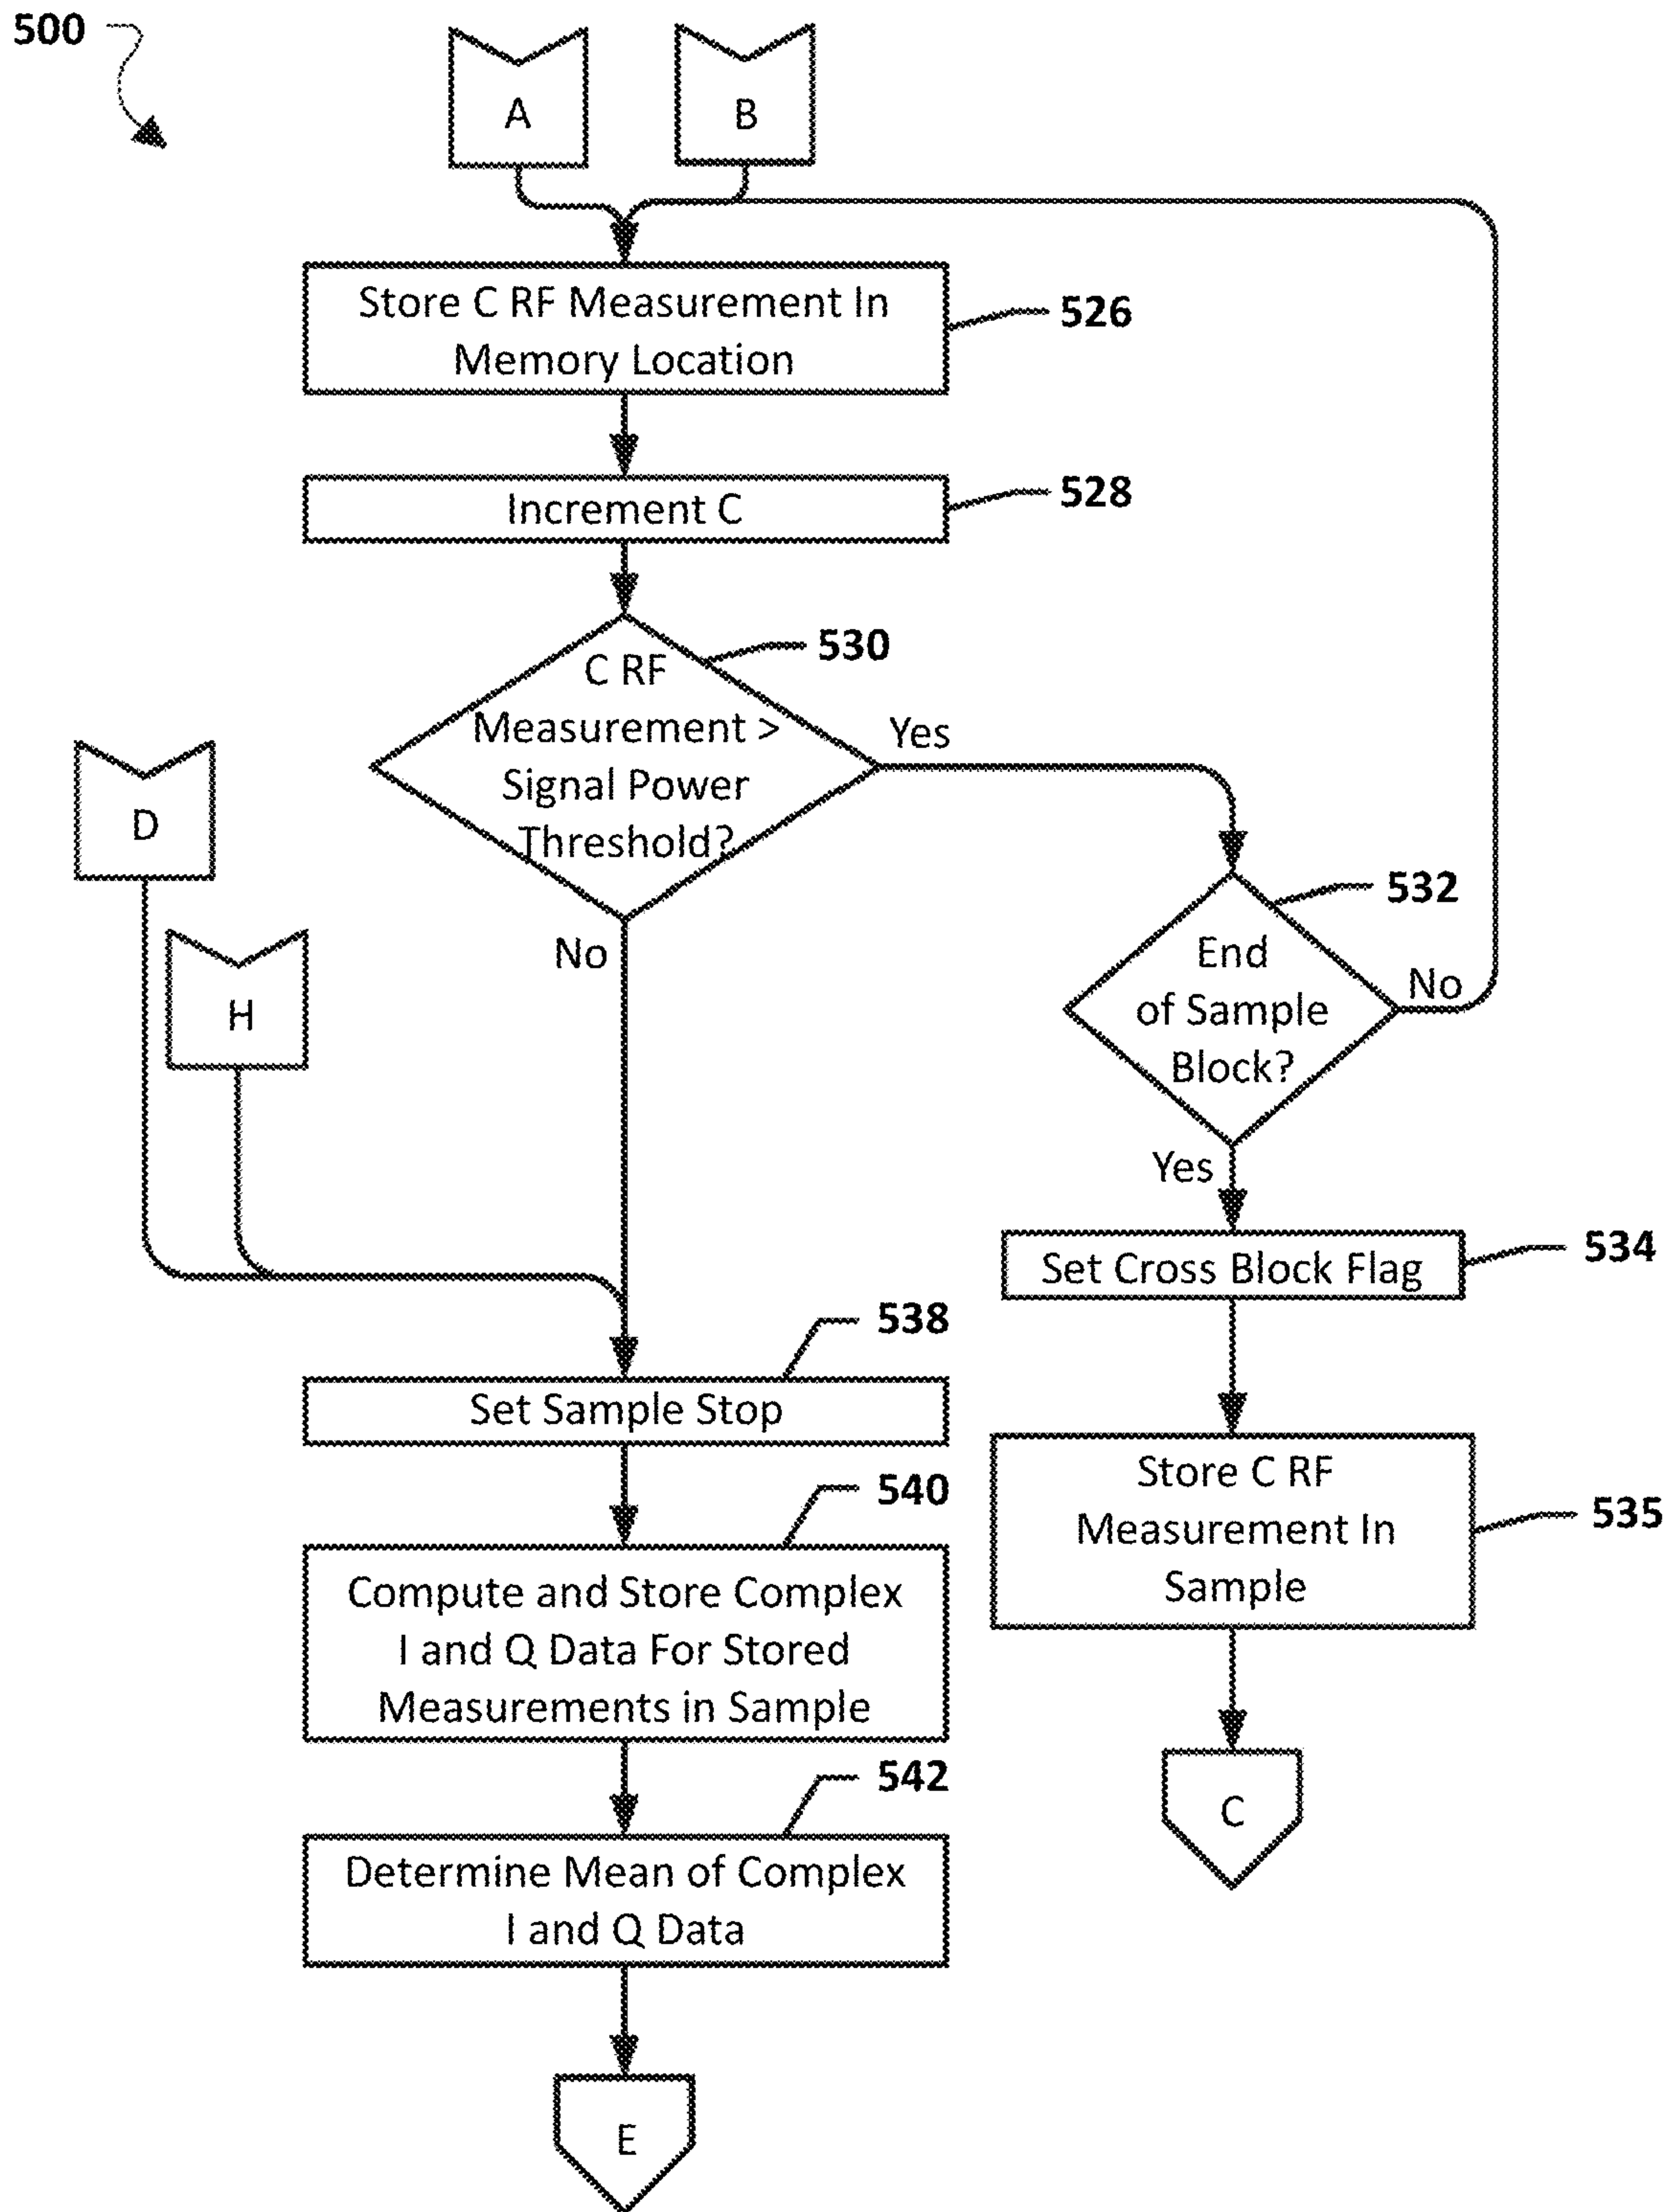 500
A
B
Store C RF Measurement In
Memory Location
526
Increment C
528
530
C RF
Measurement >
Signal Power
Threshold?
Yes
No
D
H
532
End
of Sample
Block?
No
Yes
Set Cross Block Flag
534
538
Set Sample Stop
Store C RF
Measurement In
Sample
535
540
Compute and Store Complex
I and Q Data For Stored
Measurements in Sample
C
542
Determine Mean of Complex
I and Q Data
E